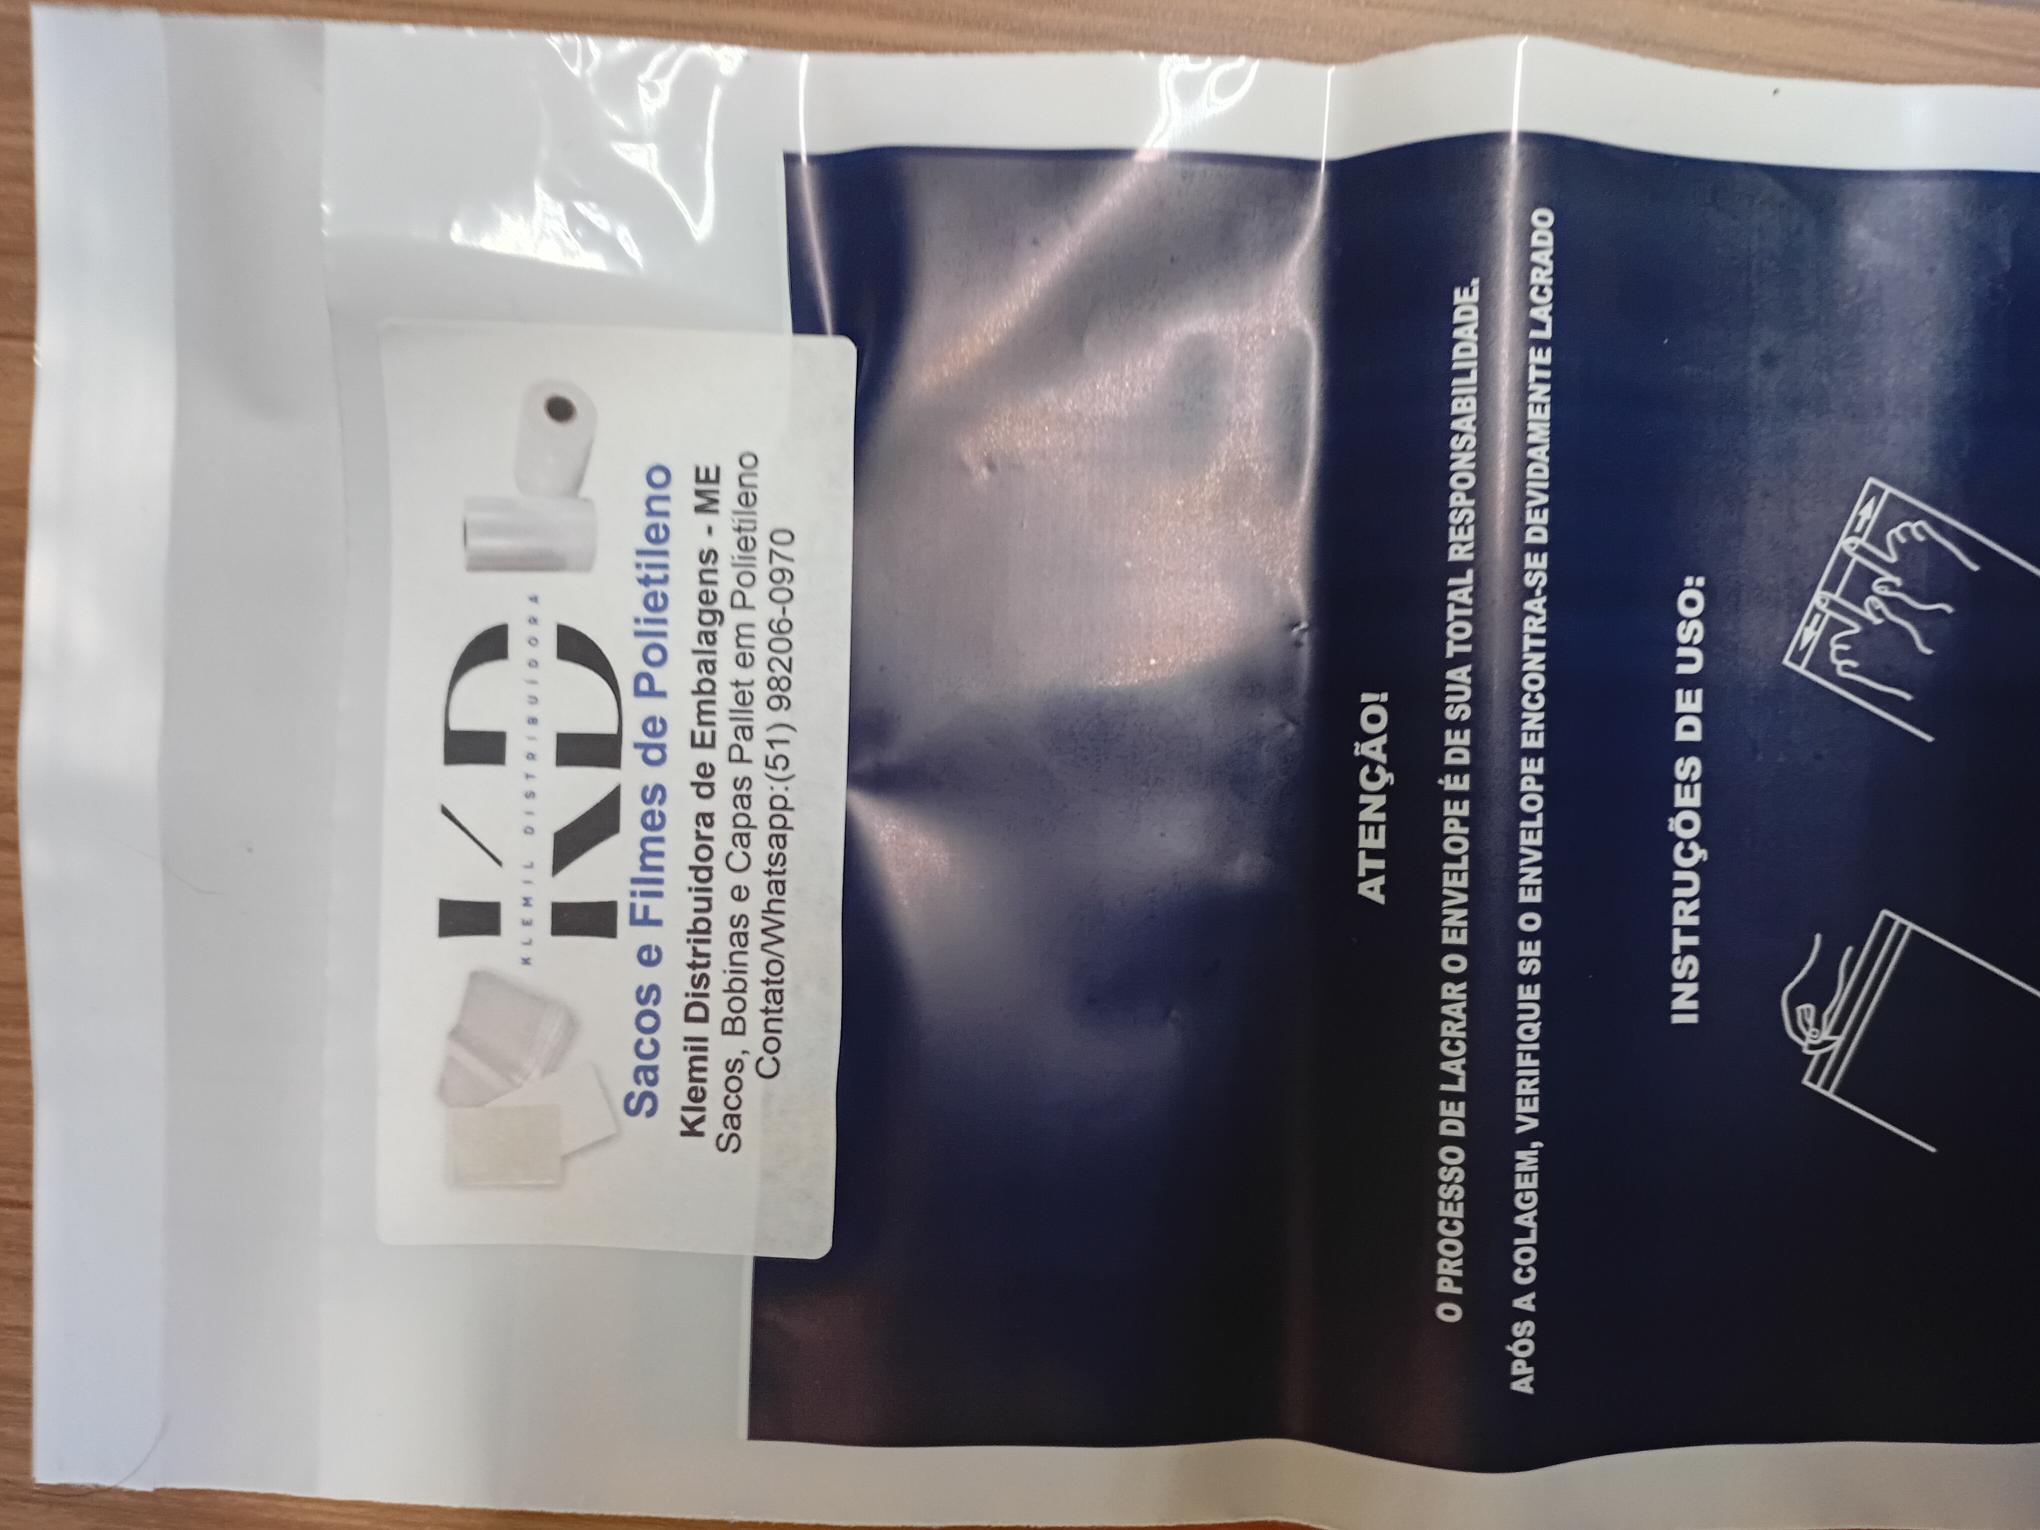 KD
KLEMIL DISTRIBUIDORA
KD
Sacos e Filmes de Polietileno
Klemil Distribuidora de Embalagens - ME
Sacos, Bobinas e Capas Pallet em Polietileno
Contato/Whatsapp:(51) 98206-0970
ATENÇÃO!
O PROCESSO DE LACRAR O ENVELOPE É DE SUA TOTAL RESPONSABILIDADE.
APÓS A COLAGEM, VERIFIQUE SE O ENVELOPE ENCONTRA-SE DEVIDAMENTE LACRADO
INSTRUÇÕES DE USO: